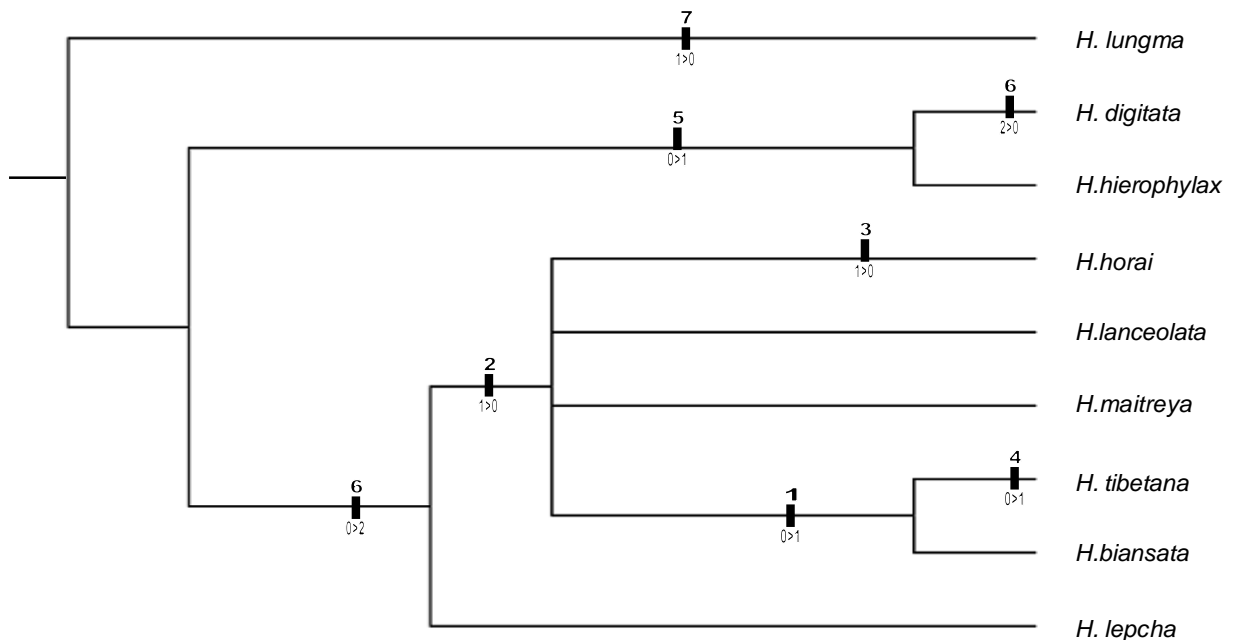 7
1>0
H. lungma
6
2>0
H. digitata
5
0>1
H.hierophylax
3
1>0
H.horai
H.lanceolata
2
1>0
H.maitreya
4
0>1
H. tibetana
6
0>2
1
0>1
H.biansata
H. lepcha